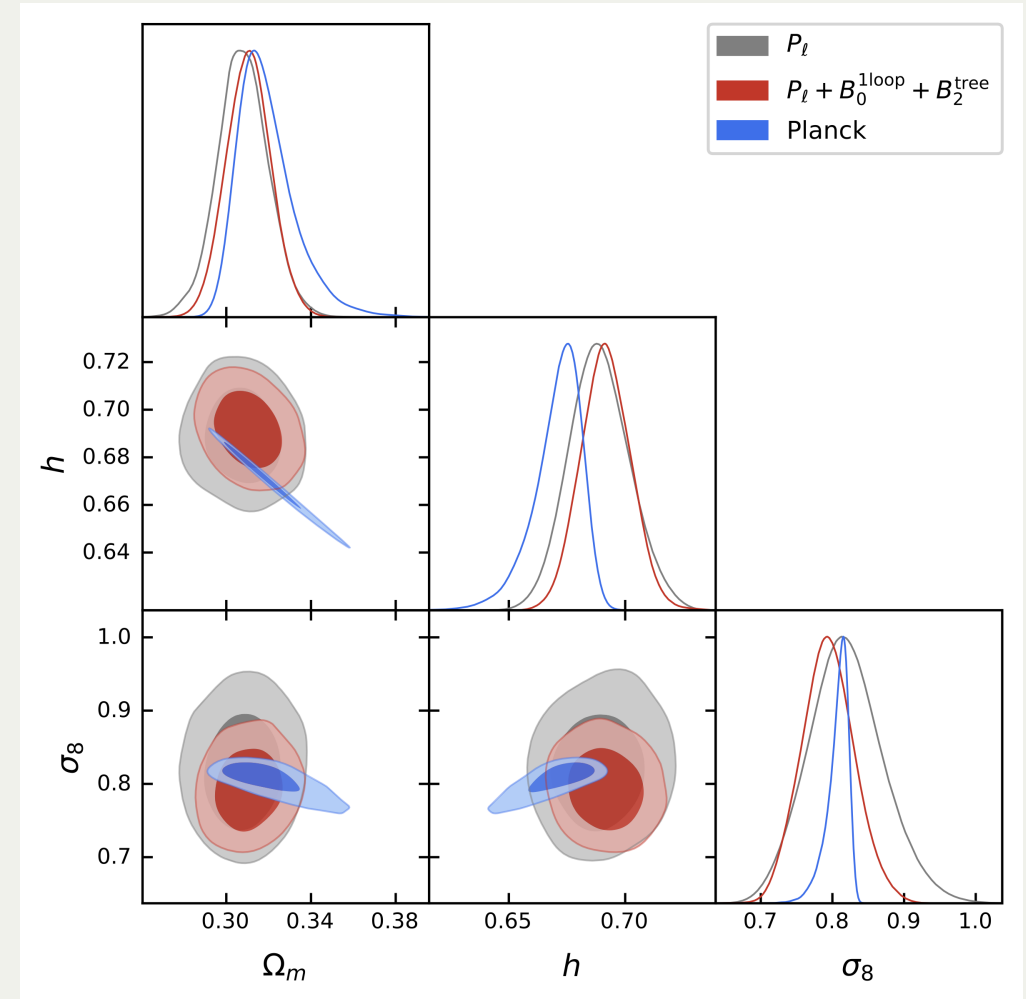 P_ℓ
P_ℓ + B_0^{1loop} + B_2^{tree}
Planck
0.72
0.70
0.68
0.66
0.64
h
1.0
0.9
0.8
0.7
σ_8
0.30 0.34 0.38
0.65 0.70
0.7 0.8 0.9 1.0
Ω_m
h
σ_8